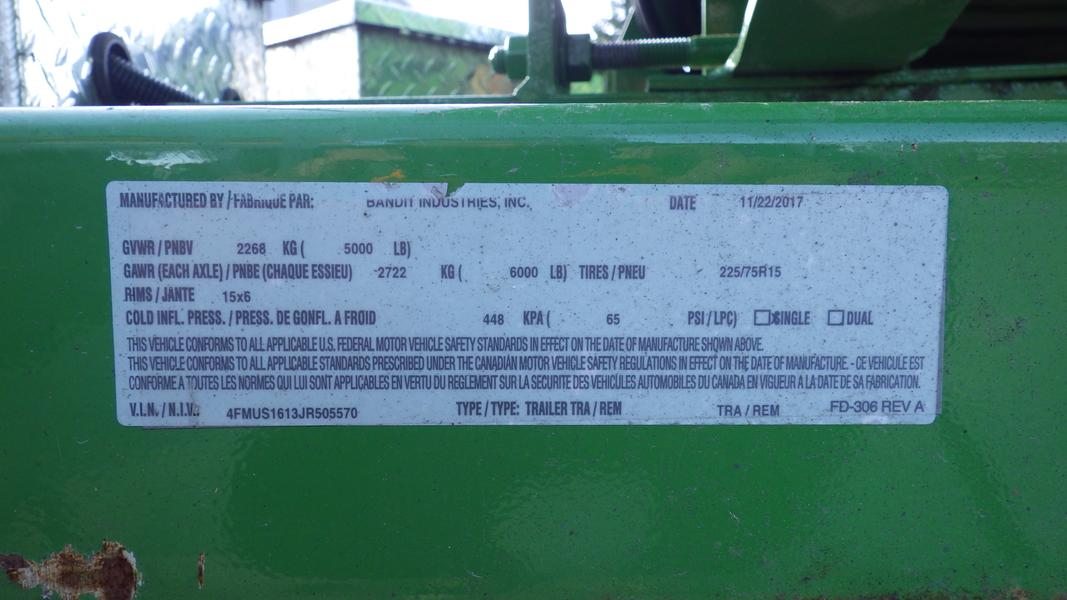 MANUFACTURED BY / FABRIQUE PAR: BANDIT INDUSTRIES, INC. DATE 11/22/2017
GVWR / PNBV 2268 KG ( 5000 LB)
GAWR (EACH AXLE) / PNBE (CHAQUE ESSIEU) 2722 KG ( 6000 LB) TIRES / PNEU 225/75R15
RIMS / JANTE 15x6
COLD INFL. PRESS. / PRESS. DE GONFL. A FROID 448 KPA ( 65 PSI / LPC) ☐ X SINGLE ☐ DUAL
THIS VEHICLE CONFORMS TO ALL APPLICABLE U.S. FEDERAL MOTOR VEHICLE SAFETY STANDARDS IN EFFECT ON THE DATE OF MANUFACTURE SHOWN ABOVE.
THIS VEHICLE CONFORMS TO ALL APPLICABLE STANDARDS PRESCRIBED UNDER THE CANADIAN MOTOR VEHICLE SAFETY REGULATIONS IN EFFECT ON THE DATE OF MANUFACTURE. - CE VEHICULE EST
CONFORME A TOUTES LES NORMES QUI LUI SONT APPLICABLES EN VERTU DU REGLEMENT SUR LA SECURITE DES VEHICULES AUTOMOBILES DU CANADA EN VIGUEUR A LA DATE DE SA FABRICATION.
V.I.N. / N.I.V.: 4FMUS1613JR505570 TYPE / TYPE: TRAILER TRA / REM TRA / REM FD-306 REV A